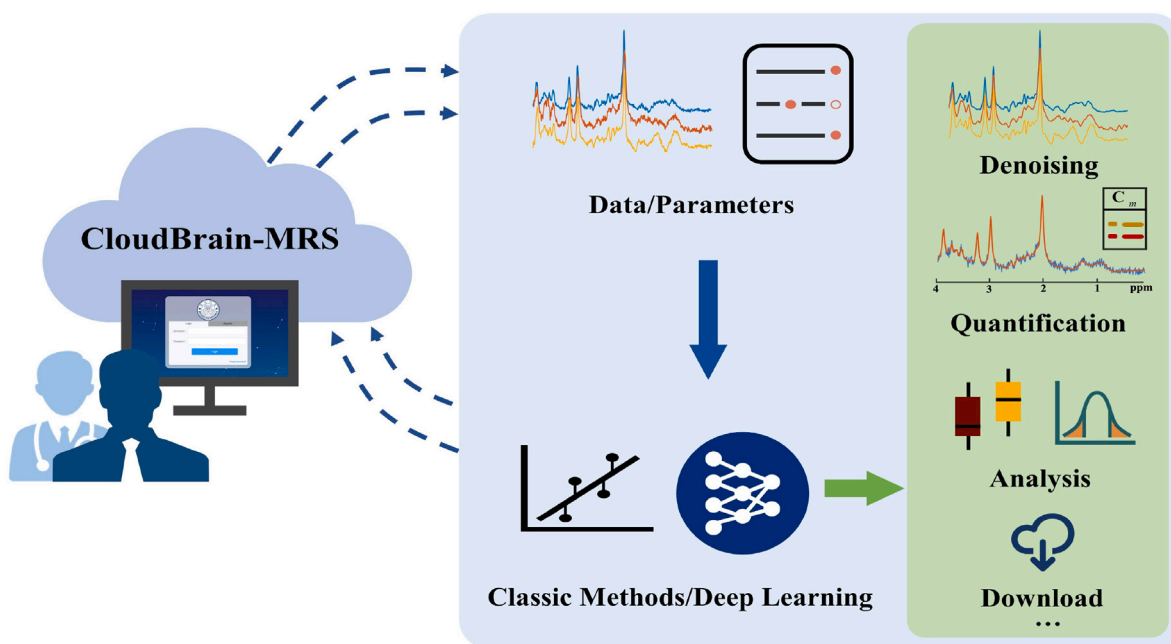 CloudBrain-MRS
Data/Parameters
Classic Methods/Deep Learning
Denoising
C m
4 3 2 1 ppm
Quantification
Analysis
Download
...